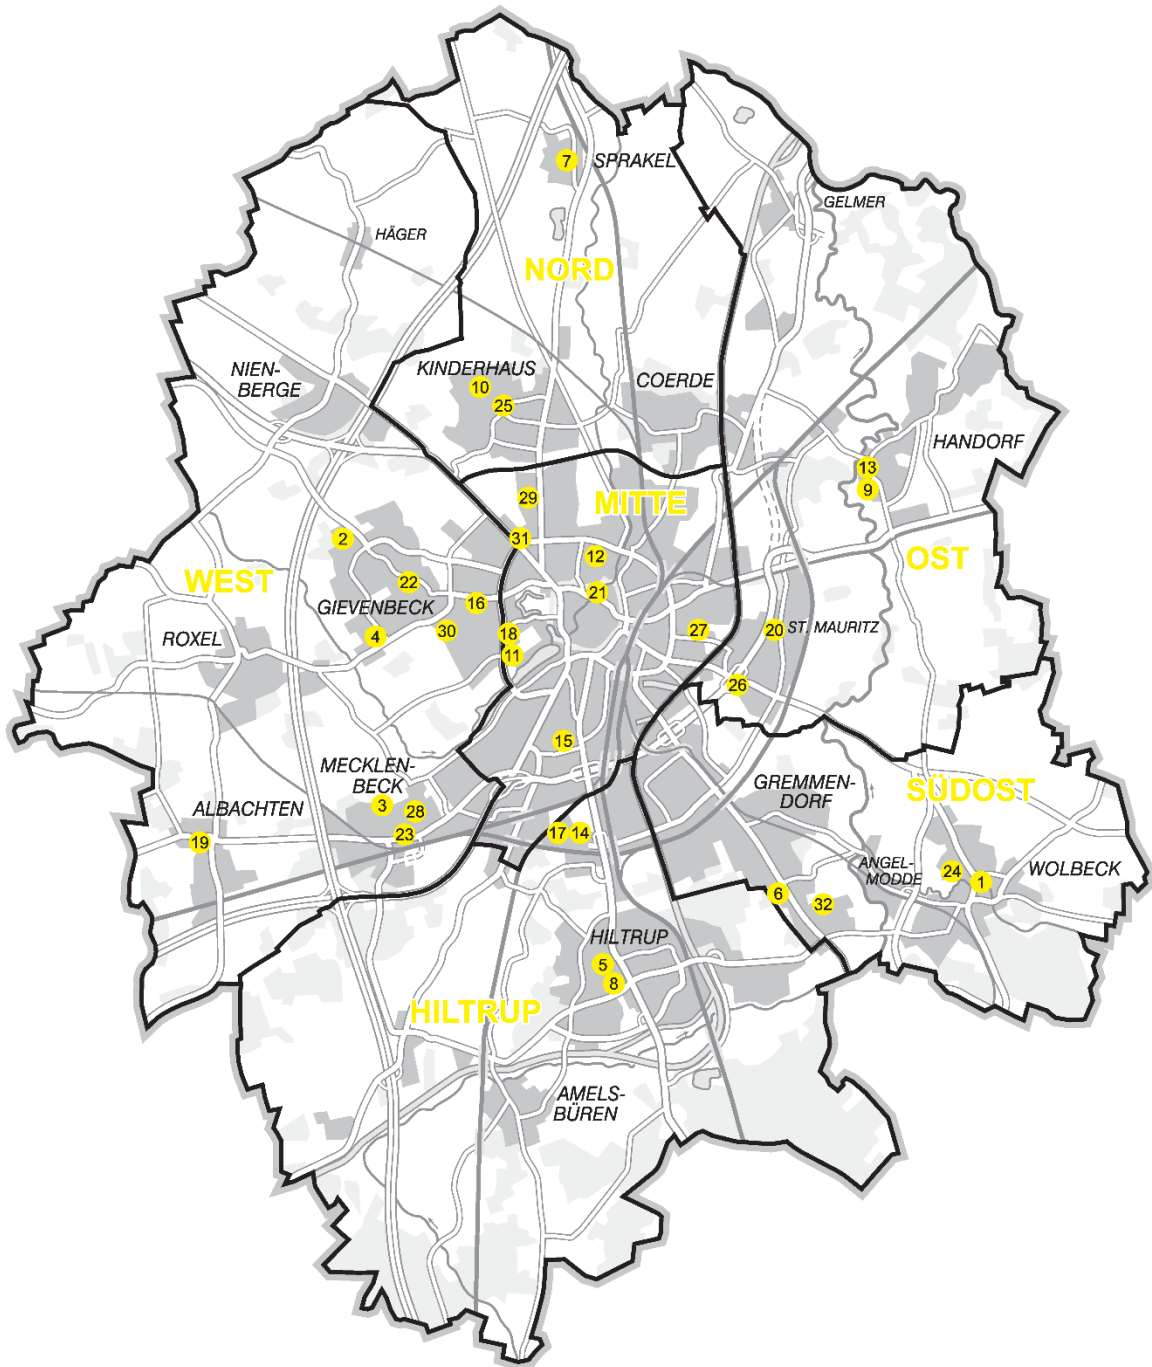 7
SPRAKEL
GELMER
HÄGER
NORD
NIEN-
BERGE
KINDERHAUS
10
25
COERDE
HANDORF
13
9
29
MITTE
31
2
12
OST
WEST
22
21
GIEVENBECK
16
4
30
18
11
27
20
ST. MAURITZ
ROXEL
26
15
MECKLEN-
BECK
3
28
23
ALBACHTEN
19
GREMMEN-
DORF
SÜDOST
17
14
ANGEL-
MODDE
24
1
WOLBECK
6
32
HILTRUP
5
8
HILTRUP
AMELS-
BÜREN